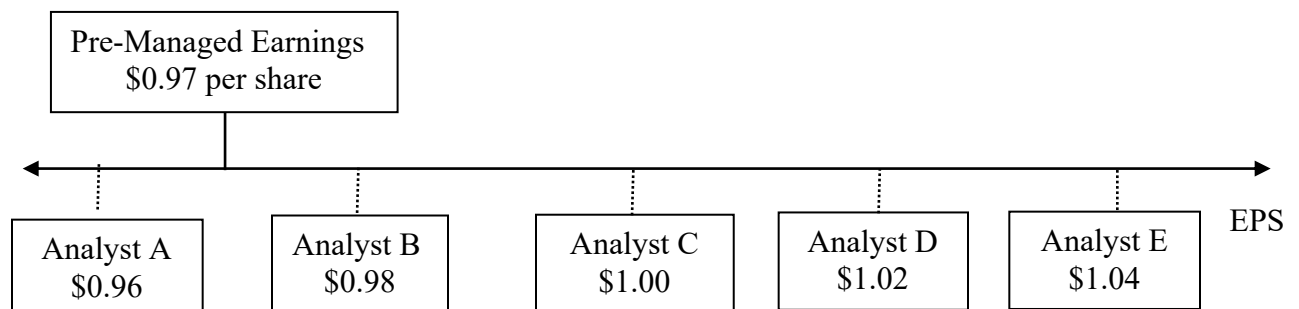 Pre-Managed Earnings
$0.97 per share
EPS
Analyst A
$0.96
Analyst B
$0.98
Analyst C
$1.00
Analyst D
$1.02
Analyst E
$1.04